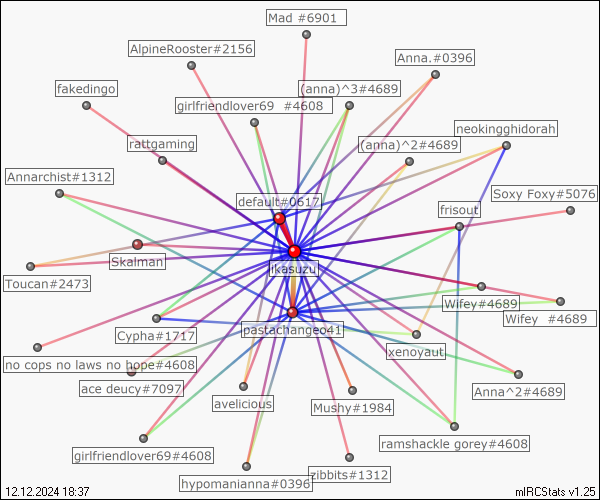 Mad #6901
AlpineRooster#2156
Anna.#0396
fakedingo
(anna)^3#4689
girlfriendlover69 #4608
neokingghidorah
rattgaming
(anna)^2#4689
Annarchist#1312
Soxy Foxy#5076
default#0617
frisout
Skalman
ikasuzu
Toucan#2473
Wifey#4689
Wifey #4689
Cypha#1717
pastachangeo41
xenoyaut
no cops no laws no hope#4608
ace deucy#7097
Anna^2#4689
avelicious
Mushy#1984
ramshackle gorey#4608
girlfriendlover69#4608
zibbits#1312
hypomanianna#0396
12.12.2024 18:37
mIRCStats v1.25